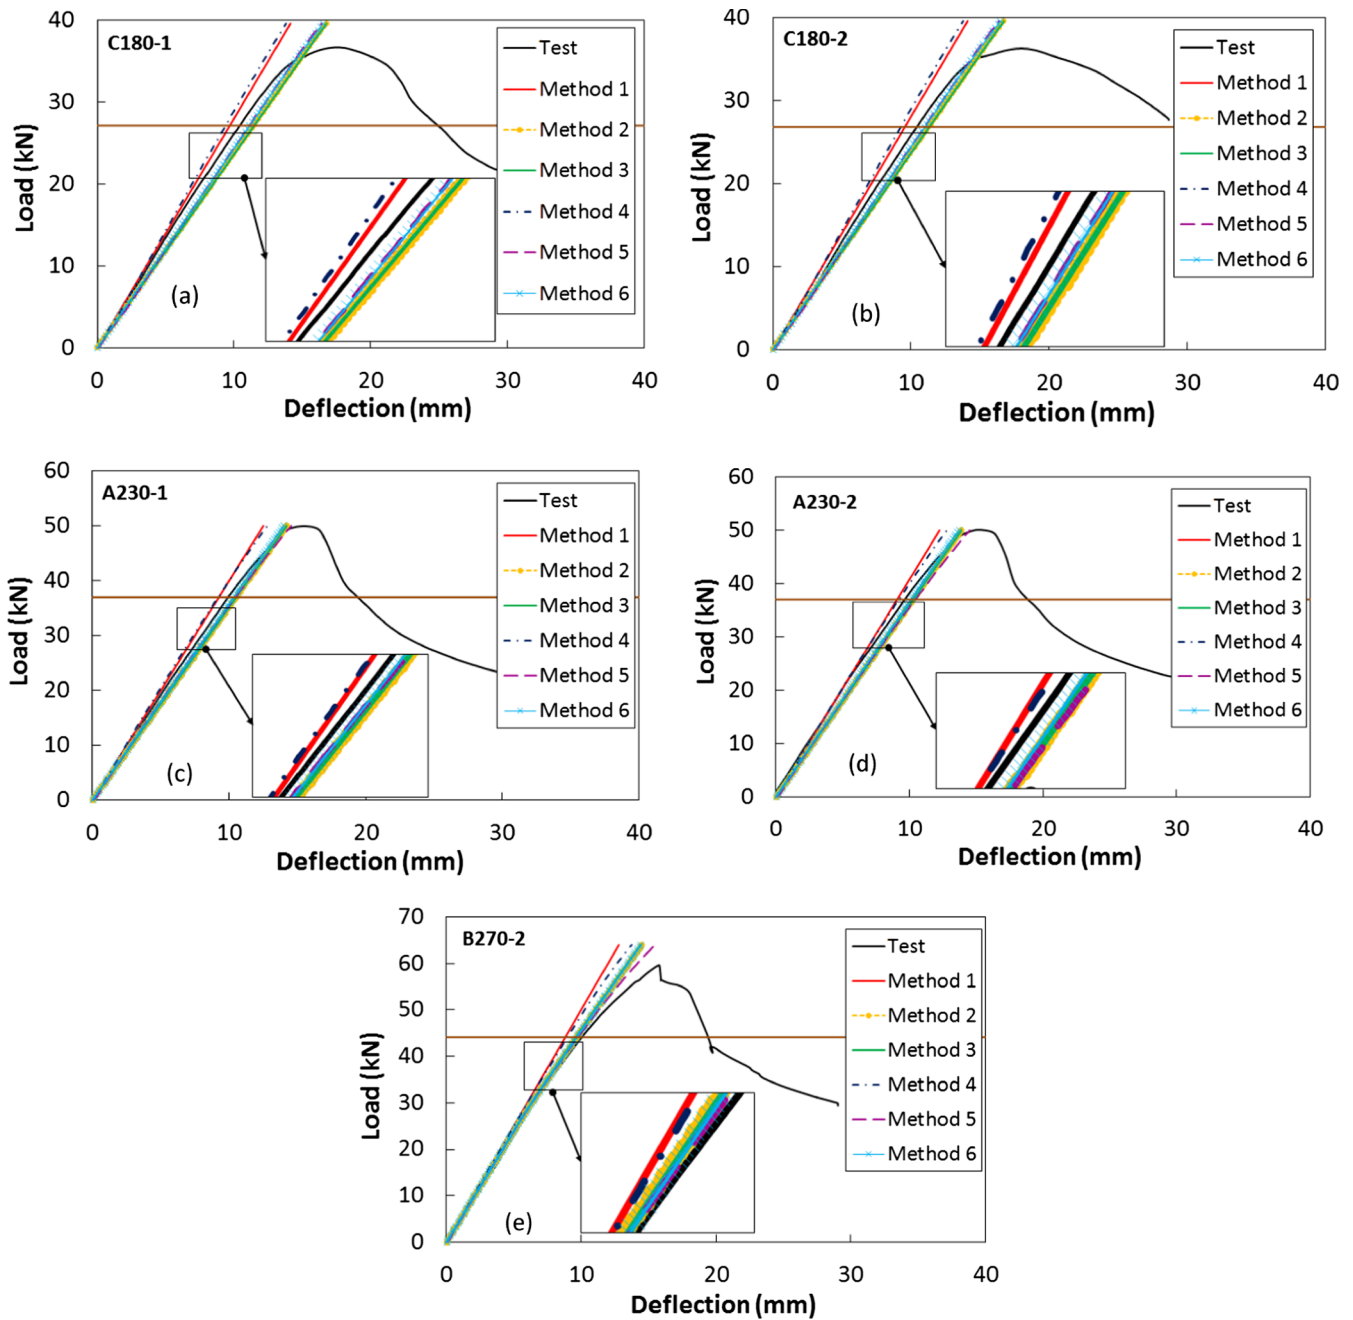 C180-1
Load (kN)
40
30
20
10
0
0 10 20 30 40
Deflection (mm)
(a)
Test
Method 1
Method 2
Method 3
Method 4
Method 5
Method 6
C180-2
Load (kN)
40
30
20
10
0
0 10 20 30 40
Deflection (mm)
(b)
Test
Method 1
Method 2
Method 3
Method 4
Method 5
Method 6
A230-1
Load (kN)
60
50
40
30
20
10
0
0 10 20 30 40
Deflection (mm)
(c)
Test
Method 1
Method 2
Method 3
Method 4
Method 5
Method 6
A230-2
Load (kN)
60
50
40
30
20
10
0
0 10 20 30 40
Deflection (mm)
(d)
Test
Method 1
Method 2
Method 3
Method 4
Method 5
Method 6
B270-2
Load (kN)
70
60
50
40
30
20
10
0
0 10 20 30 40
Deflection (mm)
(e)
Test
Method 1
Method 2
Method 3
Method 4
Method 5
Method 6